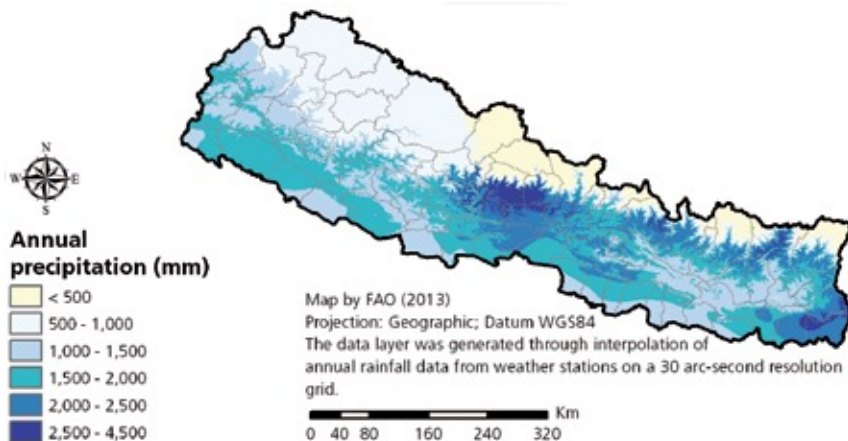 N
W E
S
Annual
precipitation (mm)
< 500
500 - 1,000
1,000 - 1,500
1,500 - 2,000
2,000 - 2,500
2,500 - 4,500
Map by FAO (2013)
Projection: Geographic; Datum WGS84
The data layer was generated through interpolation of
annual rainfall data from weather stations on a 30 arc-second resolution
grid.
Km
0 40 80 160 240 320